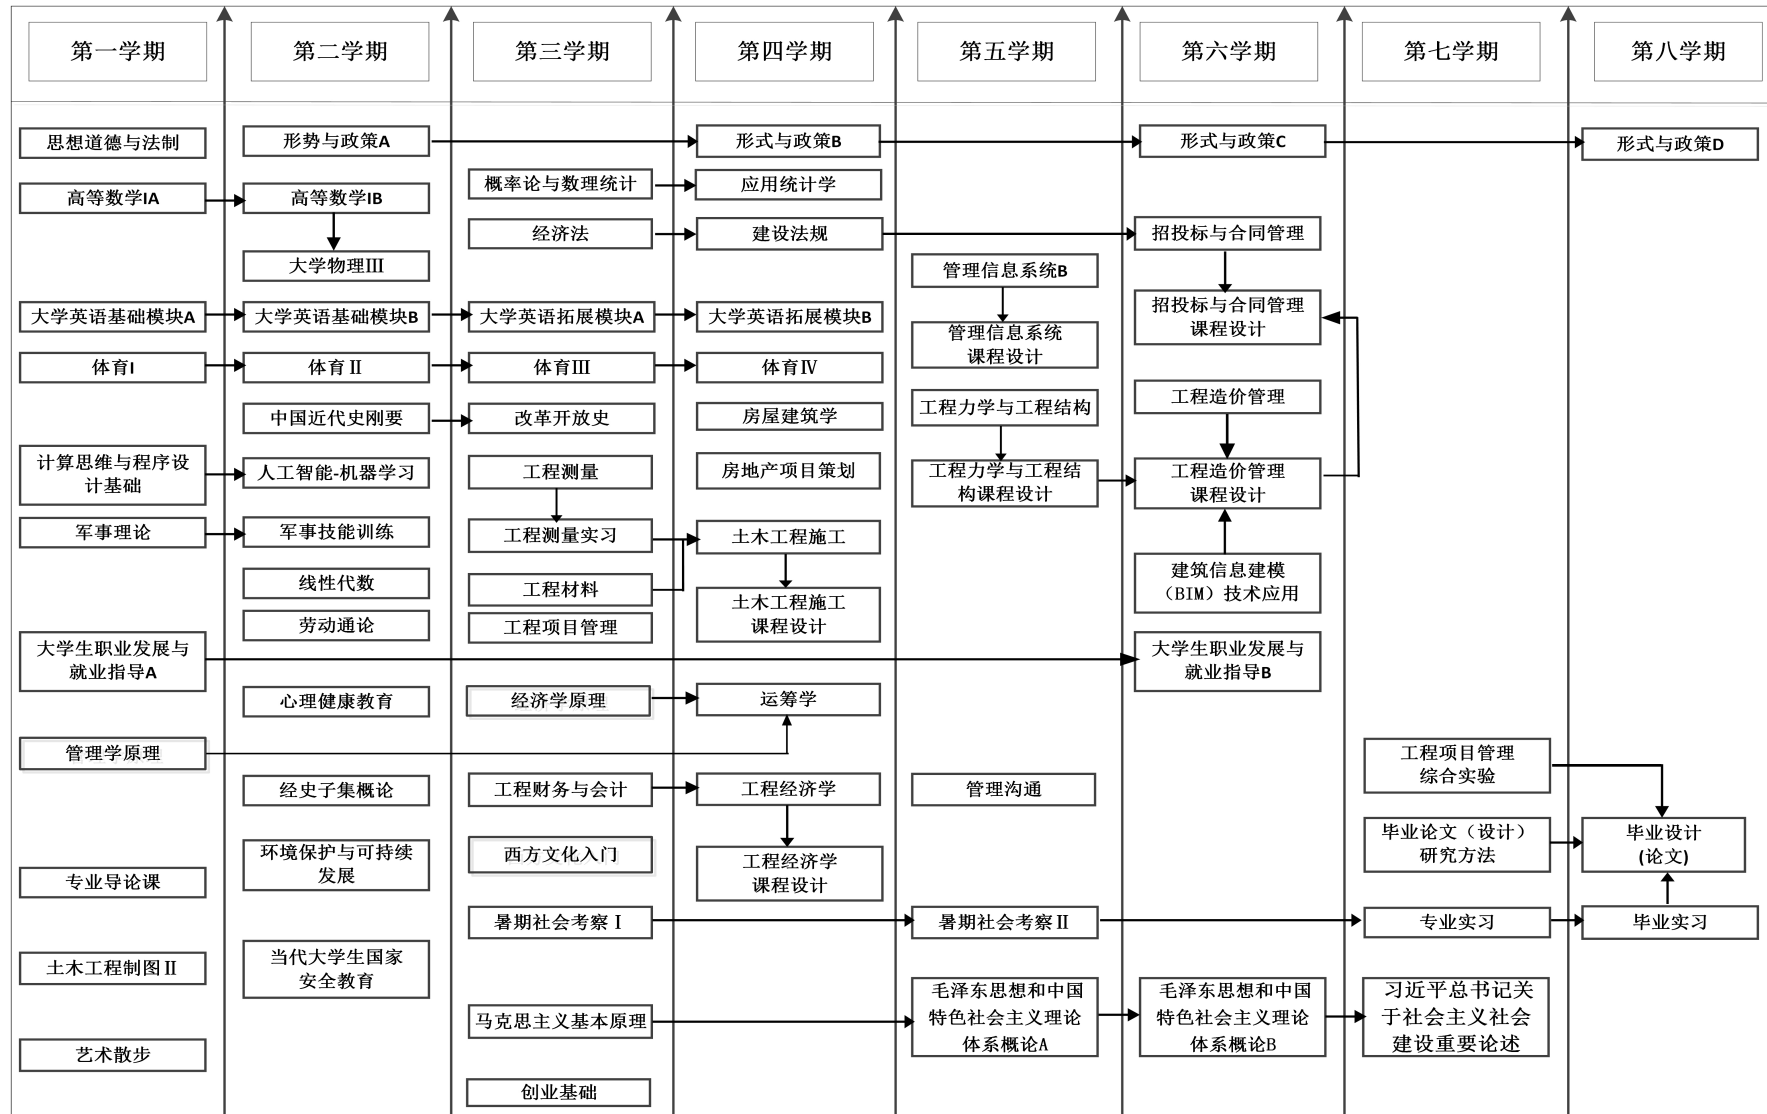 第一学期
第二学期
第三学期
第四学期
第五学期
第六学期
第七学期
第八学期
思想道德与法制
形势与政策A
形式与政策B
形式与政策C
形式与政策D
概率论与数理统计
应用统计学
高等数学IA
高等数学IB
经济法
建设法规
招投标与合同管理
大学物理III
管理信息系统B
大学英语基础模块A
大学英语基础模块B
大学英语拓展模块A
大学英语拓展模块B
管理信息系统
课程设计
招投标与合同管理
课程设计
体育I
体育Ⅱ
体育Ⅲ
体育Ⅳ
中国近代史刚要
改革开放史
房屋建筑学
工程力学与工程结构
工程造价管理
计算思维与程序设
计基础
人工智能-机器学习
工程测量
房地产项目策划
工程力学与工程结
构课程设计
工程造价管理
课程设计
军事理论
军事技能训练
工程测量实习
土木工程施工
线性代数
工程材料
土木工程施工
课程设计
建筑信息建模
（BIM）技术应用
劳动通论
工程项目管理
大学生职业发展与
就业指导A
大学生职业发展与
就业指导B
心理健康教育
经济学原理
运筹学
管理学原理
工程项目管理
综合实验
经史子集概论
工程财务与会计
工程经济学
管理沟通
环境保护与可持续
发展
西方文化入门
工程经济学
课程设计
毕业论文（设计）
研究方法
毕业设计
(论文)
专业导论课
暑期社会考察Ⅰ
暑期社会考察Ⅱ
专业实习
毕业实习
土木工程制图Ⅱ
当代大学生国家
安全教育
马克思主义基本原理
毛泽东思想和中国
特色社会主义理论
体系概论A
毛泽东思想和中国
特色社会主义理论
体系概论B
习近平总书记关
于社会主义社会
建设重要论述
艺术散步
创业基础